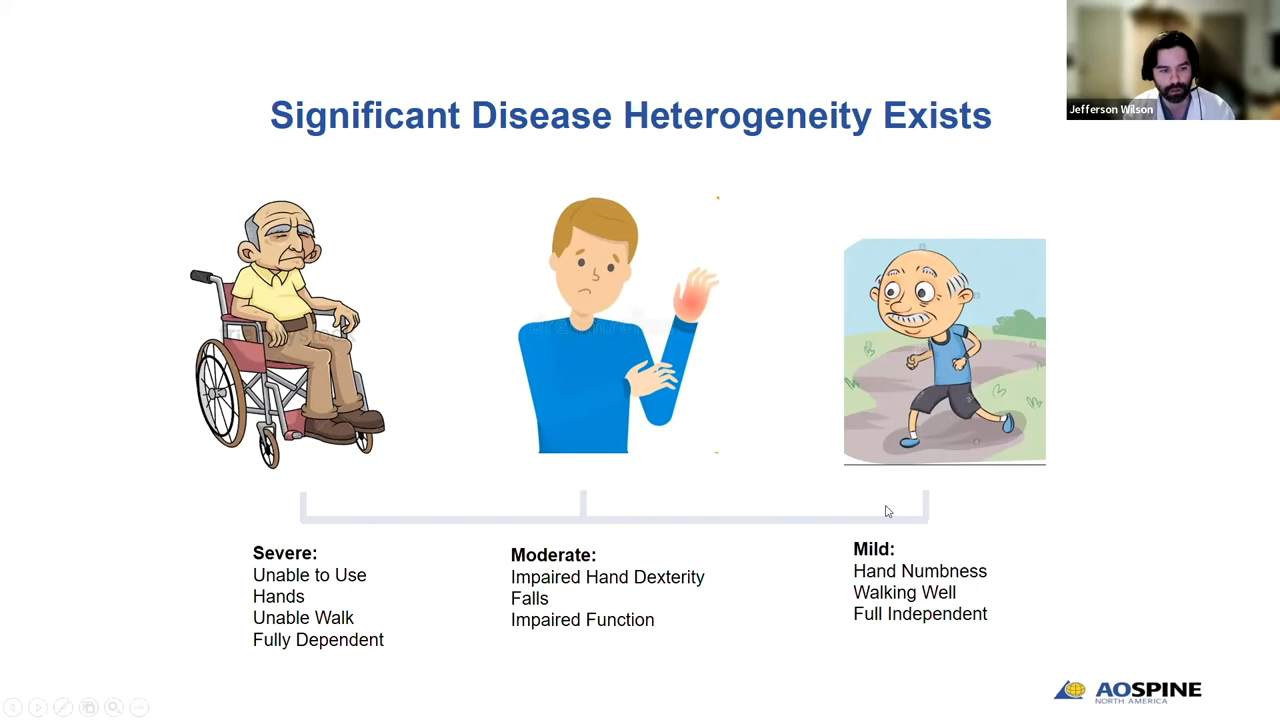 Significant Disease Heterogeneity Exists
Jefferson Wilson
Severe:
Unable to Use
Hands
Unable Walk
Fully Dependent
Moderate:
Impaired Hand Dexterity
Falls
Impaired Function
Mild:
Hand Numbness
Walking Well
Full Independent
AOSPINE
NORTH AMERICA